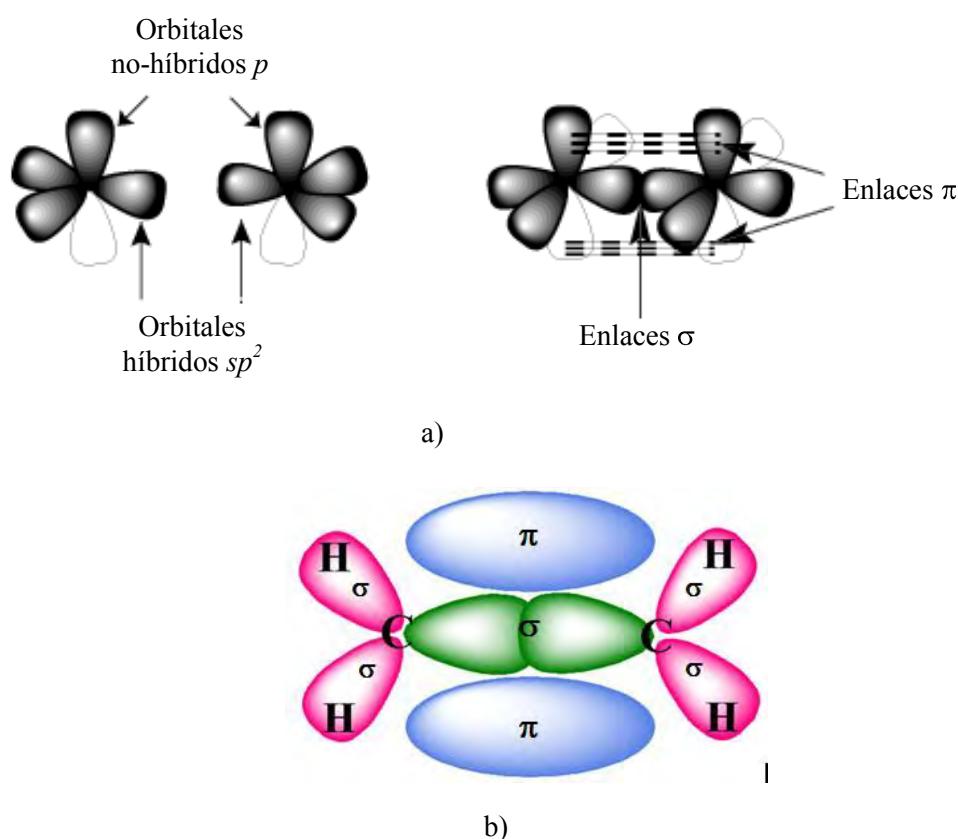 Orbitales
no-híbridos p
Enlaces π
Orbitales
híbridos sp²
Enlaces σ
a)
π
H
H
σ
σ
C
σ
C
σ
σ
H
H
π
b)